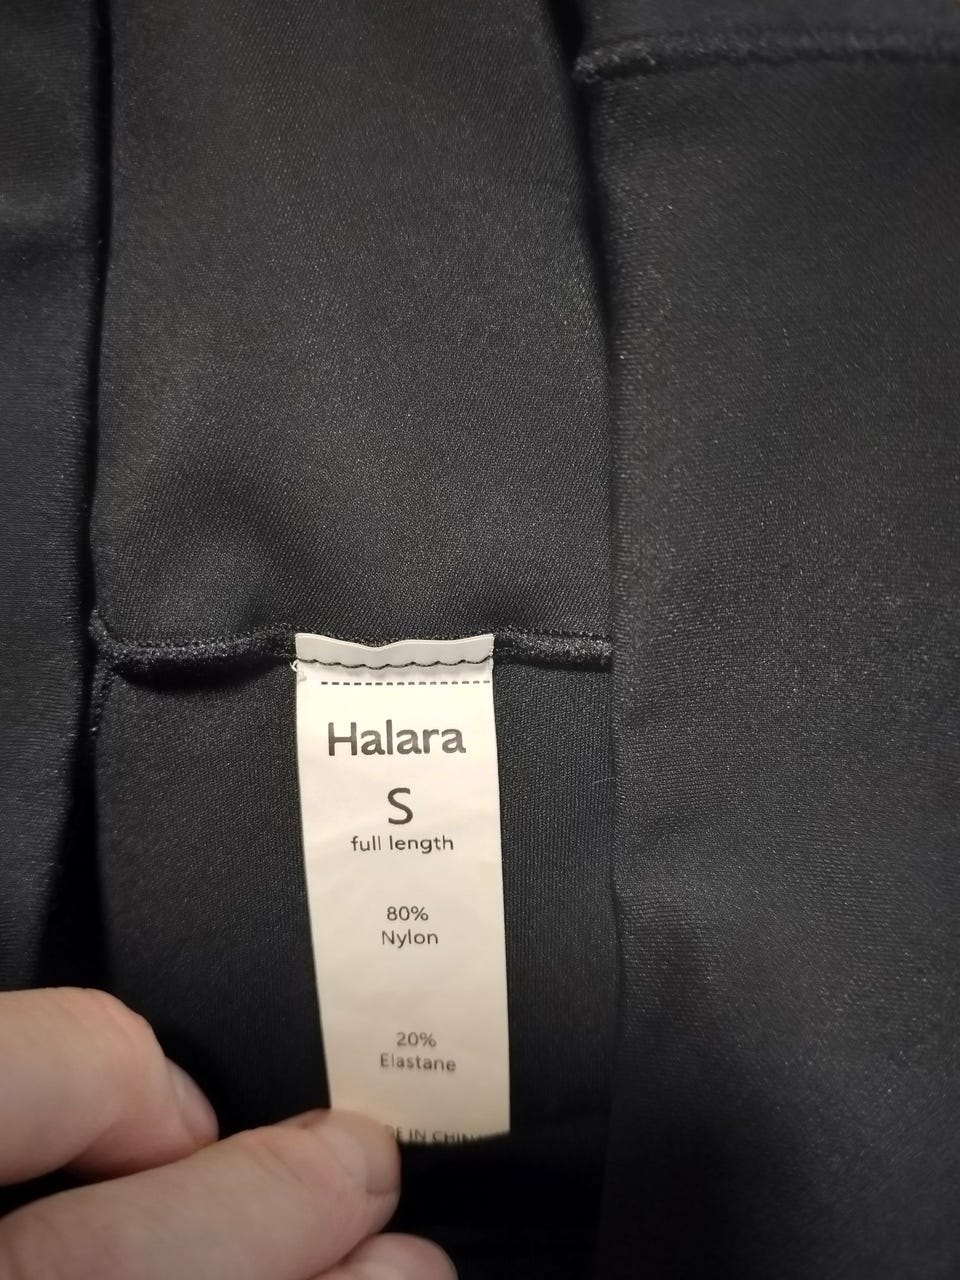 Halara
S
full length
80%
Nylon
20%
Elastane
IN